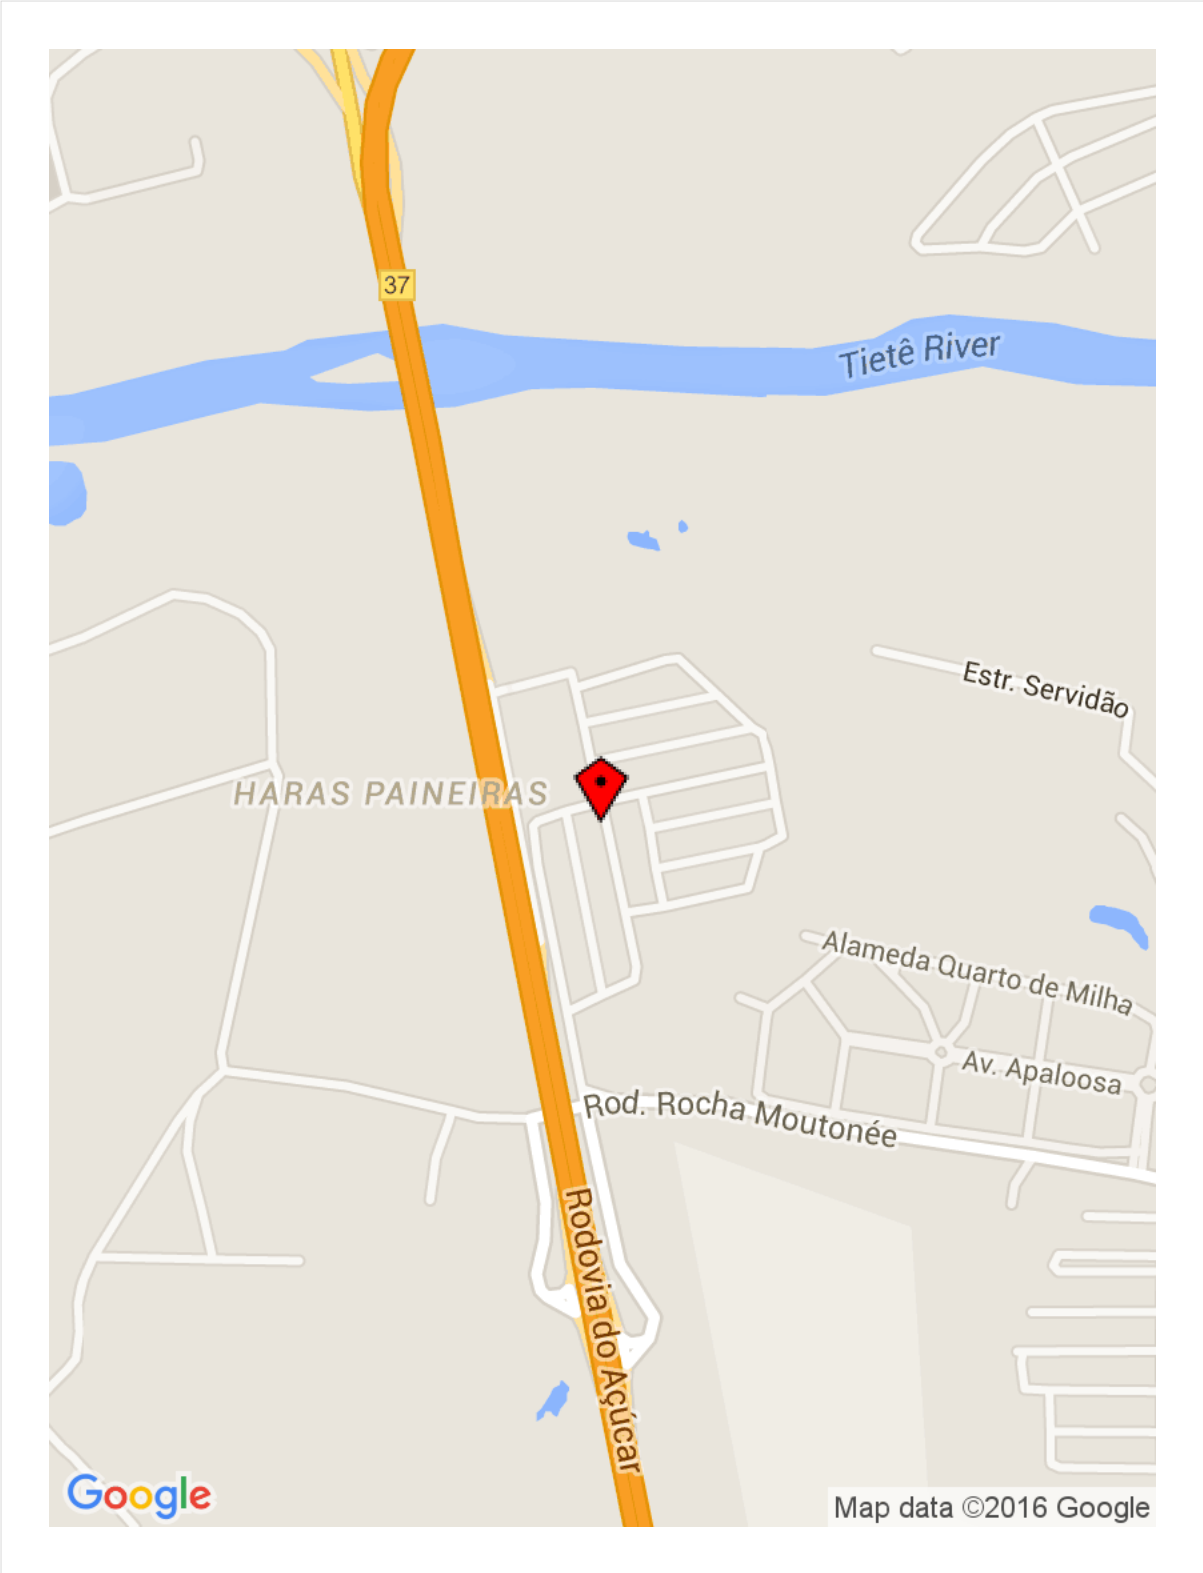 37
Tietê River
Estr. Servidão
HARAS PAINEIRAS
Alameda Quarto de Milha
Av. Apaloosa
Rod. Rocha Moutonée
Rodovia do Açúcar
Google
Map data ©2016 Google